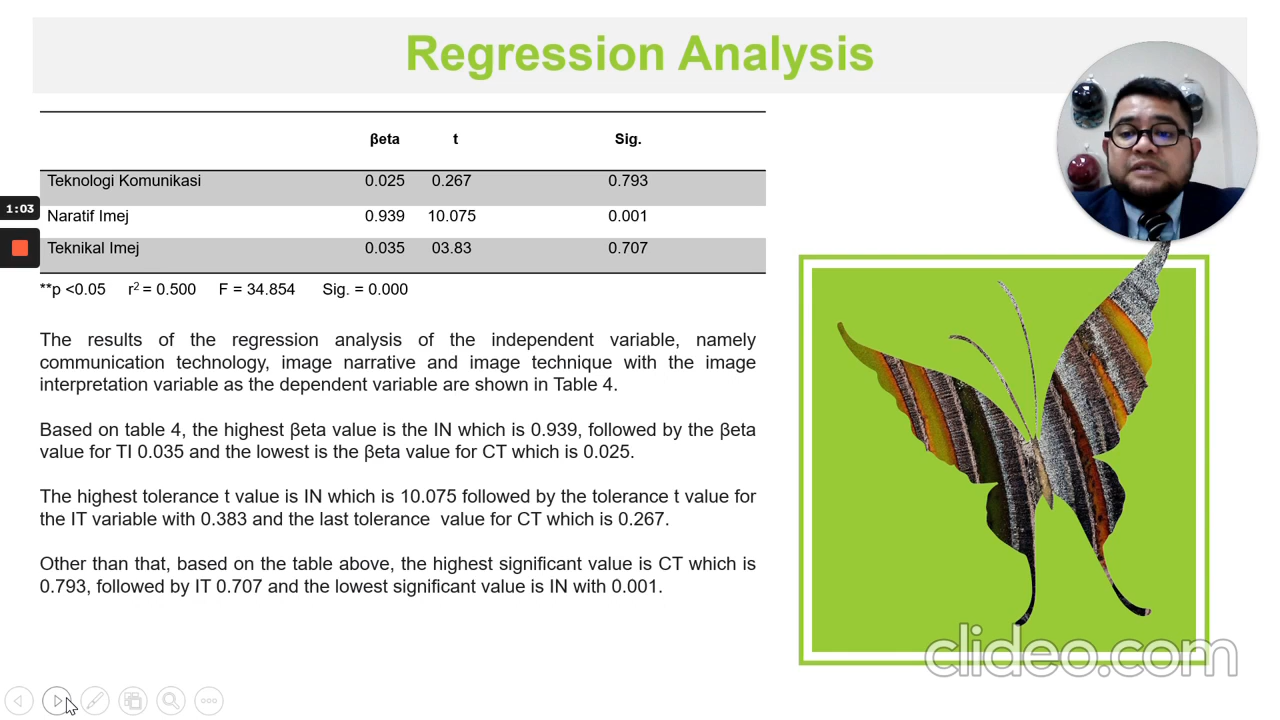 Regression Analysis
βeta t Sig.
Teknologi Komunikasi 0.025 0.267 0.793
1:03
Naratif Imej 0.939 10.075 0.001
Teknikal Imej 0.035 03.83 0.707
**p <0.05 r² = 0.500 F = 34.854 Sig. = 0.000
The results of the regression analysis of the independent variable, namely
communication technology, image narrative and image technique with the image
interpretation variable as the dependent variable are shown in Table 4.
Based on table 4, the highest βeta value is the IN which is 0.939, followed by the βeta
value for TI 0.035 and the lowest is the βeta value for CT which is 0.025.
The highest tolerance t value is IN which is 10.075 followed by the tolerance t value for
the IT variable with 0.383 and the last tolerance value for CT which is 0.267.
Other than that, based on the table above, the highest significant value is CT which is
0.793, followed by IT 0.707 and the lowest significant value is IN with 0.001.
clideo.com